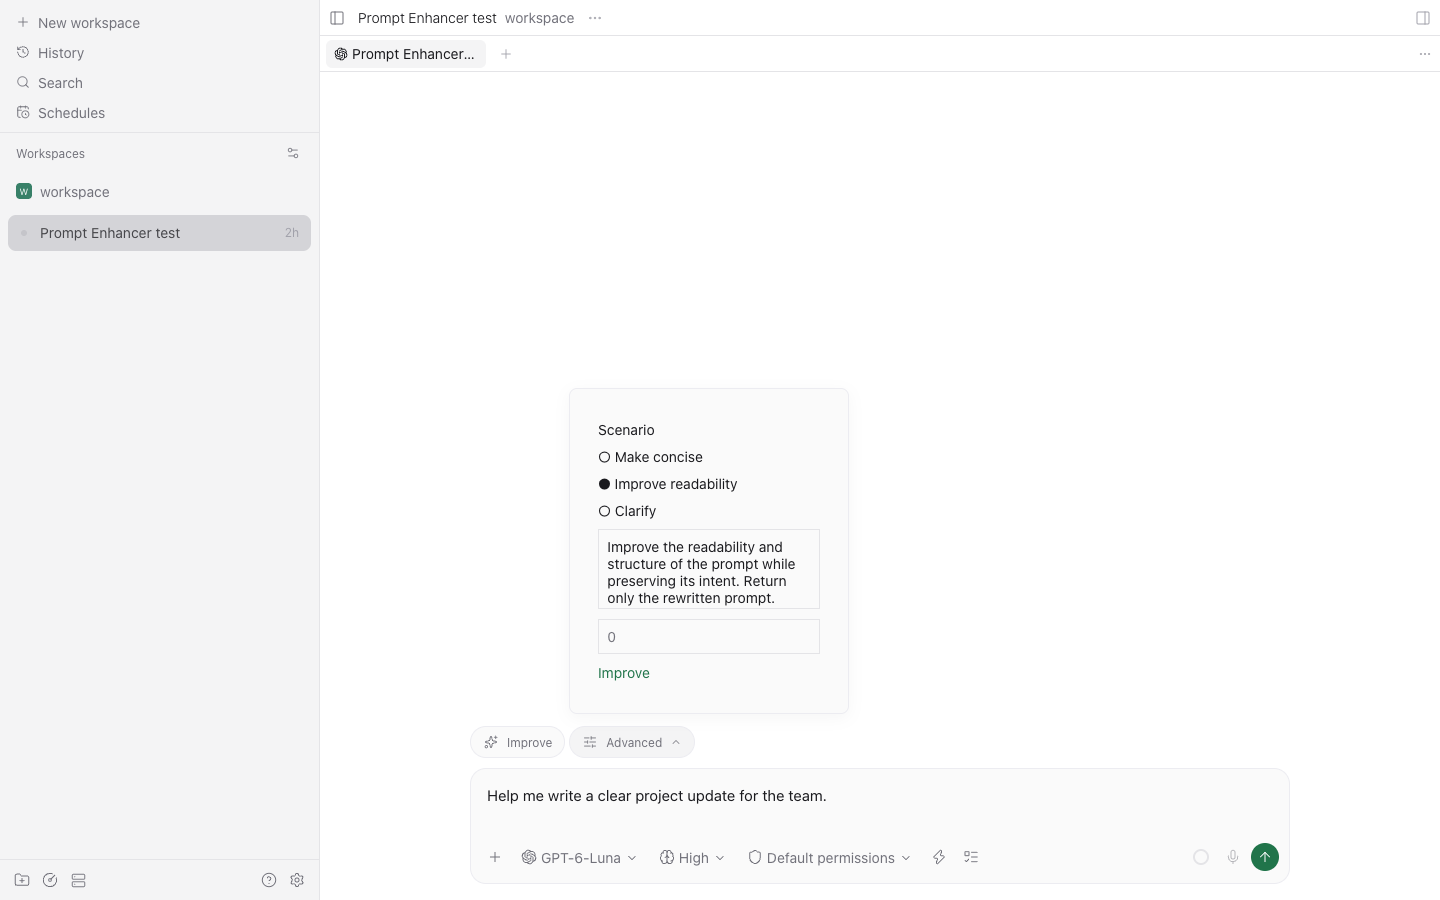 New workspace
History
Search
Schedules
Workspaces
W workspace
Prompt Enhancer test 2h
Prompt Enhancer test workspace
Prompt Enhancer...
Scenario
Make concise
Improve readability
Clarify
Improve the readability and
structure of the prompt while
preserving its intent. Return
only the rewritten prompt.
0
Improve
Improve
Advanced
Help me write a clear project update for the team.
GPT-6-Luna High Default permissions